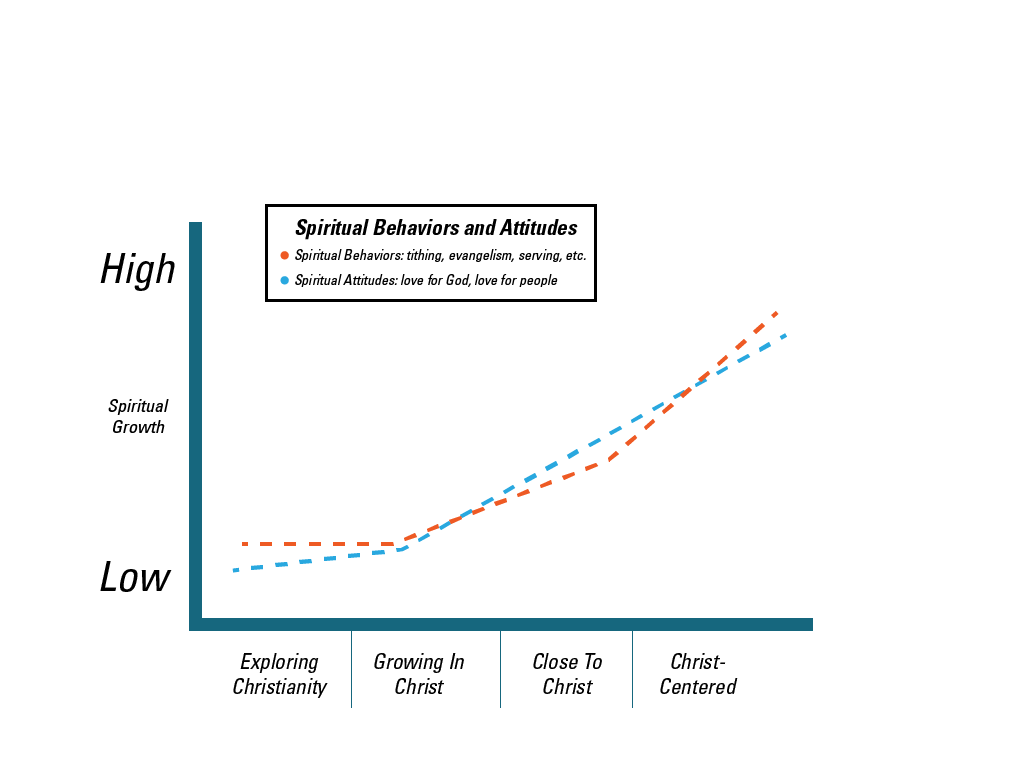 Spiritual Behaviors and Attitudes
Spiritual Behaviors: tithing, evangelism, serving, etc.
Spiritual Attitudes: love for God, love for people
High
Spiritual
Growth
Low
Exploring
Christianity
Growing In
Christ
Close To
Christ
Christ-
Centered